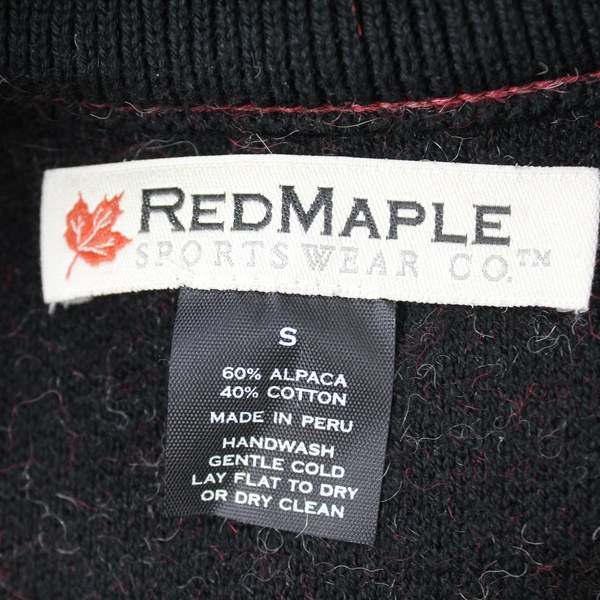 REDMAPLE
SPORTSWEAR CO.™
S
60% ALPACA
40% COTTON
MADE IN PERU
HANDWASH
GENTLE COLD
LAY FLAT TO DRY
OR DRY CLEAN